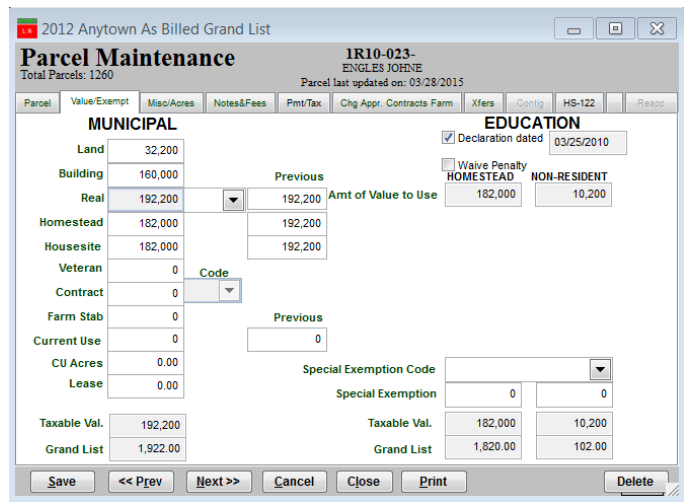 2012 Anytown As Billed Grand List
Parcel Maintenance
Total Parcels: 1260
1R10-023-
ENGLES JOHNE
Parcel last updated on: 03/28/2015
Parcel Value/Exempt Misc/Acres Notes&Fees Pmt/Tax Chg Appr. Contracts Farm Xfers Contig HS-122 Reapp
MUNICIPAL
EDUCATION
Declaration dated 03/25/2010
Waive Penalty
HOMESTEAD NON-RESIDENT
Amt of Value to Use 182,000 10,200
Land 32,200
Building 160,000 Previous
Real 192,200 192,200
Homestead 182,000 192,200
Housesite 182,000 192,200
Veteran 0 Code
Contract 0
Farm Stab 0 Previous
Current Use 0 0
CU Acres 0.00 Special Exemption Code
Lease 0.00 Special Exemption 0 0
Taxable Val. 192,200 Taxable Val. 182,000 10,200
Grand List 1,922.00 Grand List 1,820.00 102.00
Save << Prev Next >> Cancel Close Print Delete